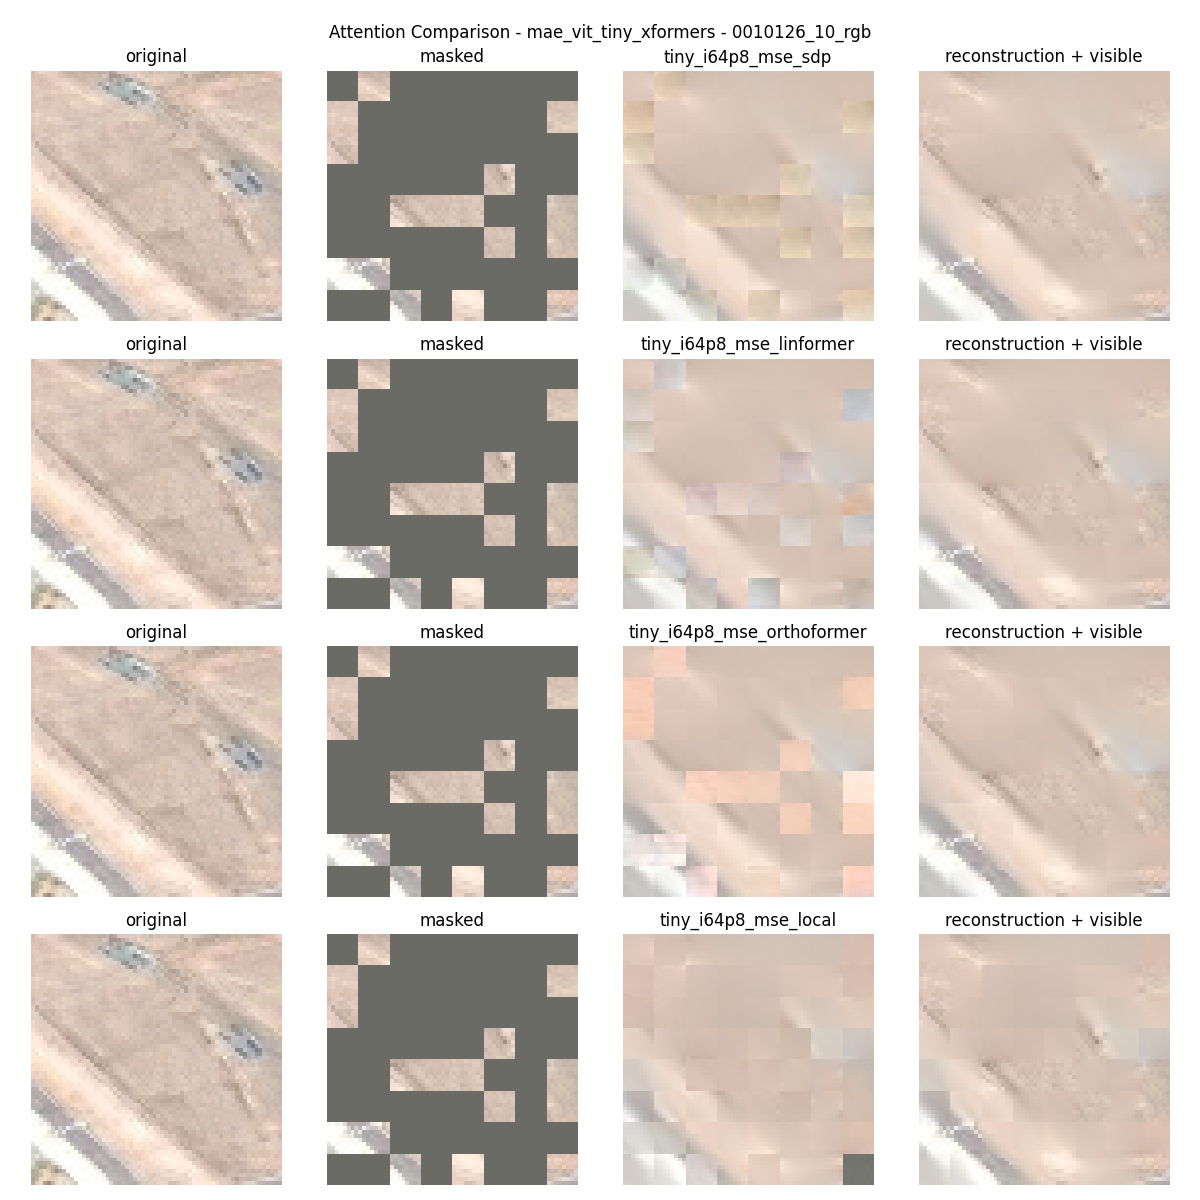 Attention Comparison - mae_vit_tiny_xformers - 0010126_10_rgb
original masked tiny_i64p8_mse_sdp reconstruction + visible
original masked tiny_i64p8_mse_linformer reconstruction + visible
original masked tiny_i64p8_mse_orthoformer reconstruction + visible
original masked tiny_i64p8_mse_local reconstruction + visible